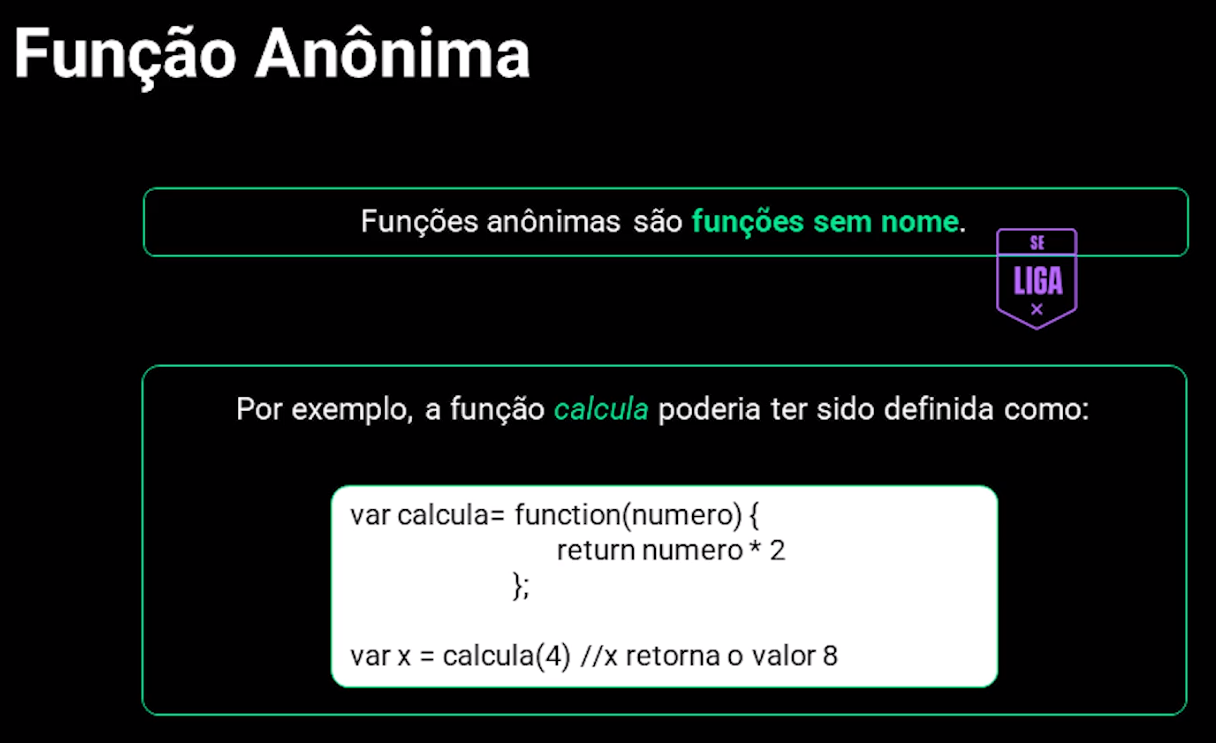 Função Anônima
Funções anônimas são funções sem nome.
SE
LIGA
×
Por exemplo, a função calcula poderia ter sido definida como:
var calcula= function(numero) {
return numero * 2
};
var x = calcula(4) //x retorna o valor 8